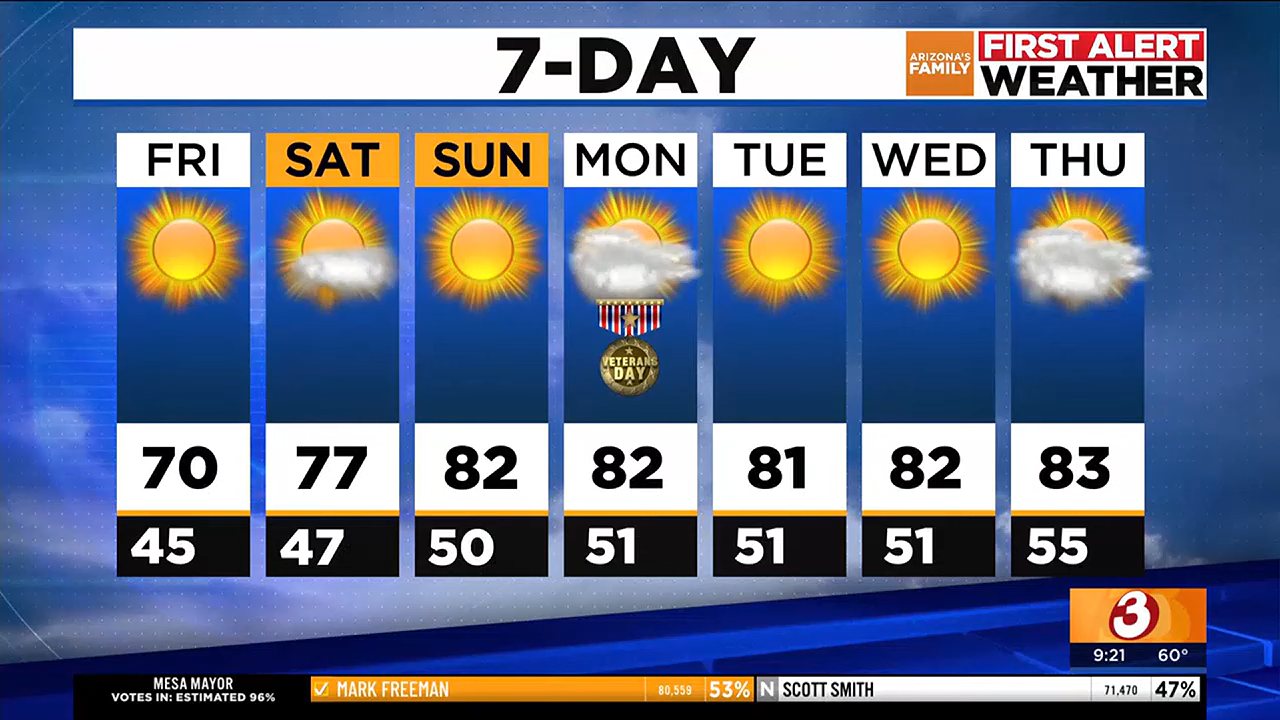 7-DAY
ARIZONA'S
FAMILY
FIRST ALERT
WEATHER
FRI SAT SUN MON TUE WED THU
VETERANS
DAY
70 77 82 82 81 82 83
45 47 50 51 51 51 55
3
9:21 60°
MESA MAYOR
VOTES IN: ESTIMATED 96%
MARK FREEMAN 80,559 53% N SCOTT SMITH 71,470 47%